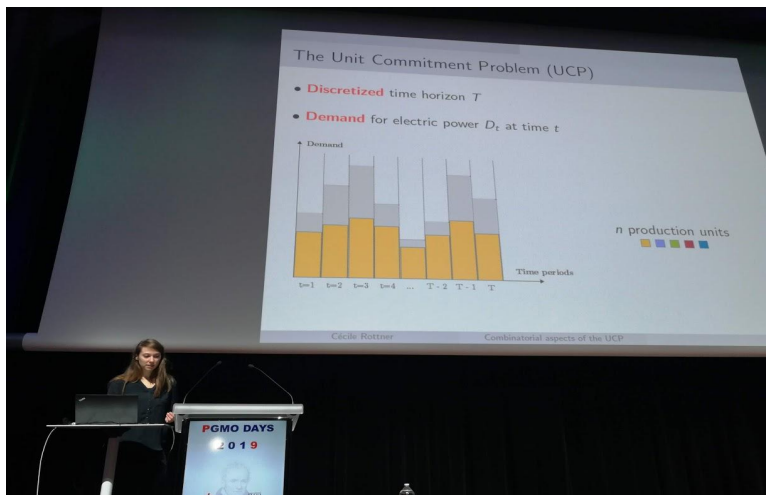 The Unit Commitment Problem (UCP)
• Discretized time horizon T
• Demand for electric power Dt at time t
Demand
n production units
Time periods
t=1 t=2 t=3 t=4 ... T - 2 T - 1 T
Cécile Rottner Combinatorial aspects of the UCP
PGMO DAYS
2019